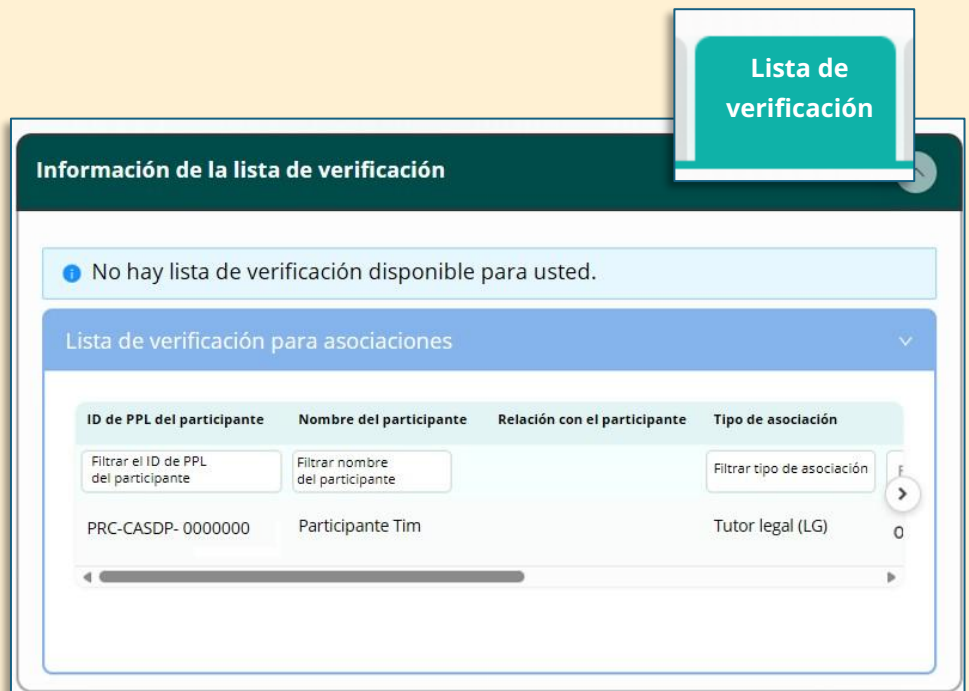 Lista de
verificación
Información de la lista de verificación
No hay lista de verificación disponible para usted.
Lista de verificación para asociaciones
ID de PPL del participante Nombre del participante Relación con el participante Tipo de asociación
Filtrar el ID de PPL
del participante
Filtrar nombre
del participante
Filtrar tipo de asociación
PRC-CASDP- 0000000 Participante Tim Tutor legal (LG)